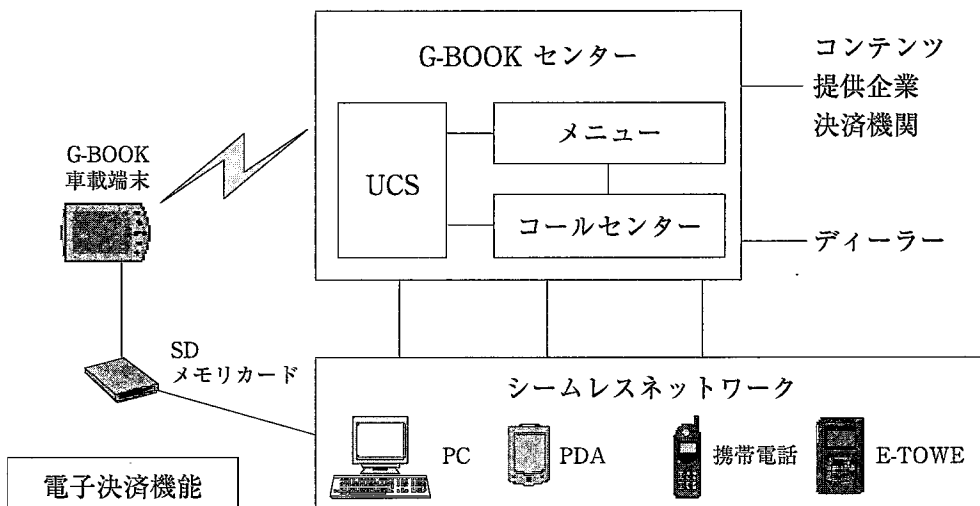 G-BOOK センター
コンテンツ
提供企業
決済機関
メニュー
UCS
コールセンター
G-BOOK
車載端末
ディーラー
SD
メモリカード
シームレスネットワーク
PC
PDA
携帯電話
E-TOWE
電子決済機能